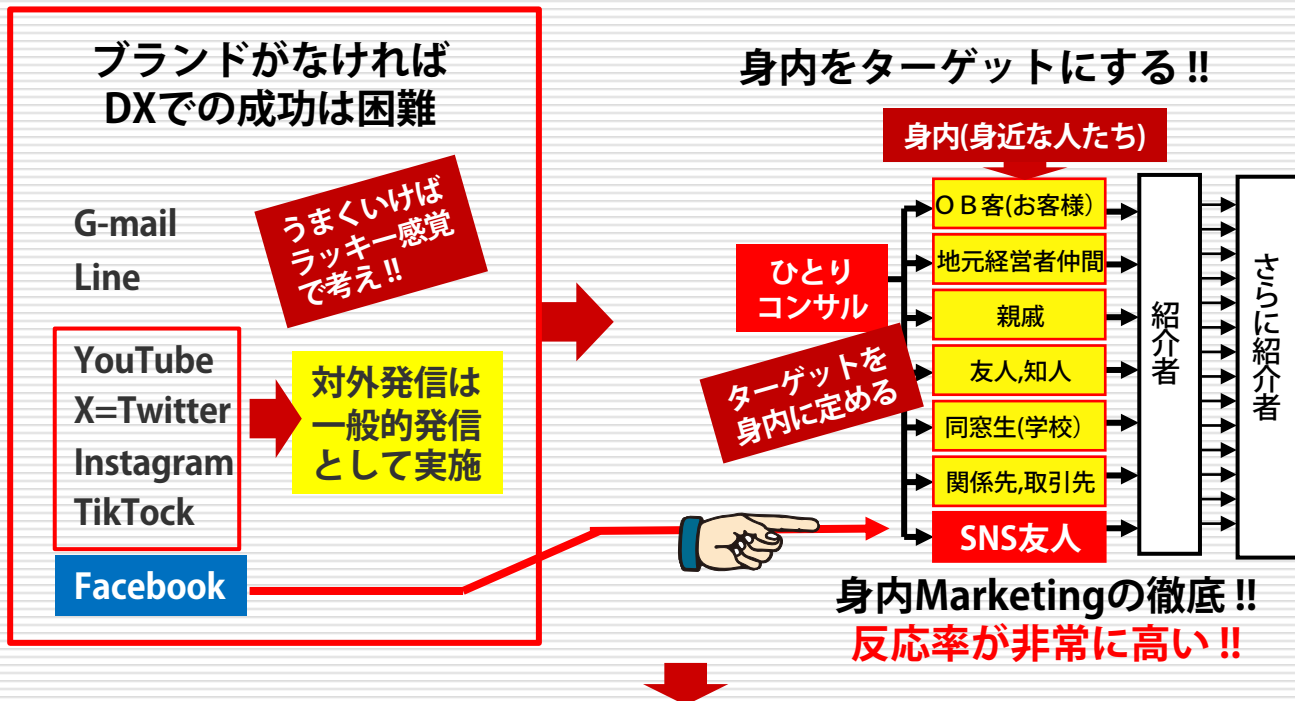 ブランドがなければ
DXでの成功は困難
G-mail
Line
うまくいけば
ラッキー感覚
で考え!!
YouTube
X=Twitter
Instagram
TikTock
対外発信は
一般的発信
として実施
Facebook
身内をターゲットにする!!
身内(身近な人たち)
ひとり
コンサル
ターゲットを
身内に定める
ＯＢ客(お客様）
地元経営者仲間
親戚
友人,知人
同窓生(学校）
関係先,取引先
SNS友人
紹介者
さらに紹介者
身内Marketingの徹底!!
反応率が非常に高い!!